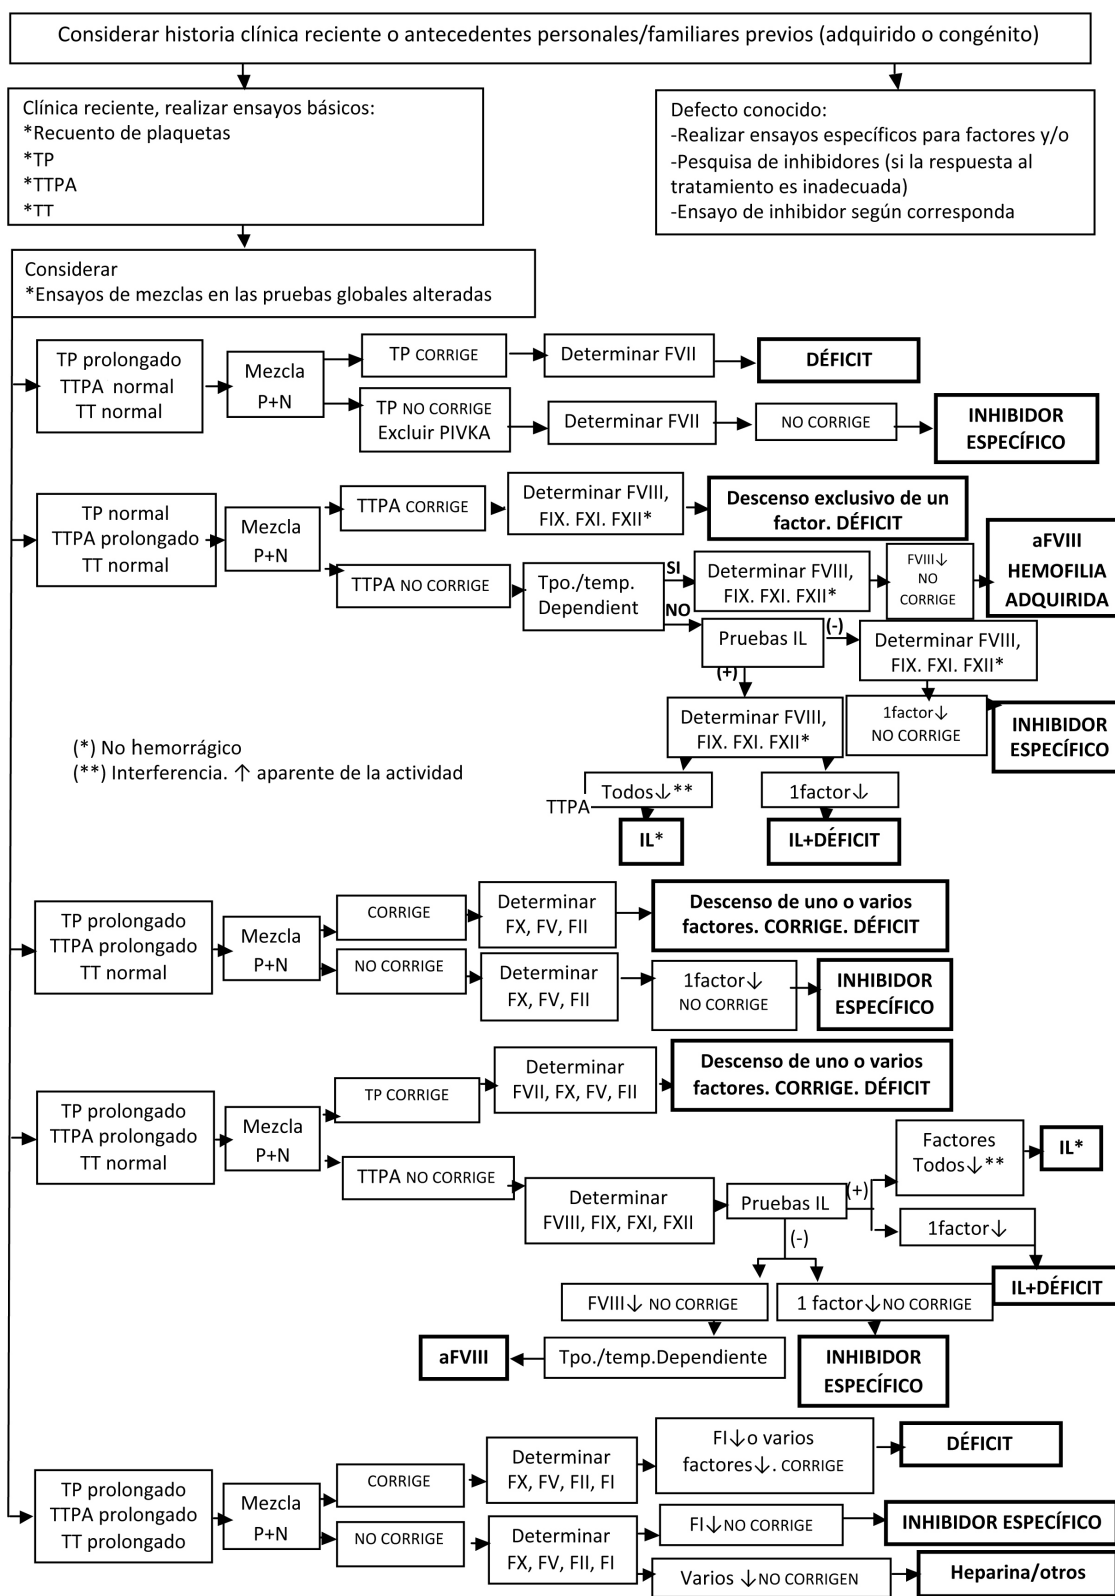 Considerar historia clínica reciente o antecedentes personales/familiares previos (adquirido o congénito)
Clínica reciente, realizar ensayos básicos:
*Recuento de plaquetas
*TP
*TTPA
*TT
Defecto conocido:
-Realizar ensayos específicos para factores y/o
-Pesquisa de inhibidores (si la respuesta al
tratamiento es inadecuada)
-Ensayo de inhibidor según corresponda
Considerar
*Ensayos de mezclas en las pruebas globales alteradas
TP prolongado
TTPA normal
TT normal
Mezcla
P+N
TP CORRIGE
Determinar FVII
DÉFICIT
TP NO CORRIGE
Excluir PIVKA
Determinar FVII
NO CORRIGE
INHIBIDOR
ESPECÍFICO
TP normal
TTPA prolongado
TT normal
Mezcla
P+N
TTPA CORRIGE
Determinar FVIII,
FIX. FXI. FXII*
Descenso exclusivo de un
factor. DÉFICIT
TTPA NO CORRIGE
Tpo./temp.
Dependient
SI
NO
Determinar FVIII,
FIX. FXI. FXII*
FVIII↓
NO
CORRIGE
aFVIII
HEMOFILIA
ADQUIRIDA
Pruebas IL
(-)
(+)
Determinar FVIII,
FIX. FXI. FXII*
1factor↓
NO CORRIGE
INHIBIDOR
ESPECÍFICO
Determinar FVIII,
FIX. FXI. FXII*
(*) No hemorrágico
(**) Interferencia. ↑ aparente de la actividad
TTPA
Todos↓**
1factor↓
IL*
IL+DÉFICIT
TP prolongado
TTPA prolongado
TT normal
Mezcla
P+N
CORRIGE
Determinar
FX, FV, FII
Descenso de uno o varios
factores. CORRIGE. DÉFICIT
NO CORRIGE
Determinar
FX, FV, FII
1factor↓
NO CORRIGE
INHIBIDOR
ESPECÍFICO
TP prolongado
TTPA prolongado
TT normal
Mezcla
P+N
TP CORRIGE
Determinar
FVII, FX, FV, FII
Descenso de uno o varios
factores. CORRIGE. DÉFICIT
TTPA NO CORRIGE
Determinar
FVIII, FIX, FXI, FXII
Pruebas IL
(+)
(-)
Factores
Todos↓**
IL*
1factor↓
IL+DÉFICIT
FVIII↓ NO CORRIGE
1 factor↓NO CORRIGE
aFVIII
Tpo./temp.Dependiente
INHIBIDOR
ESPECÍFICO
TP prolongado
TTPA prolongado
TT prolongado
Mezcla
P+N
CORRIGE
Determinar
FX, FV, FII, FI
FI↓o varios
factores↓. CORRIGE
DÉFICIT
NO CORRIGE
Determinar
FX, FV, FII, FI
FI↓NO CORRIGE
INHIBIDOR ESPECÍFICO
Varios ↓NO CORRIGEN
Heparina/otros